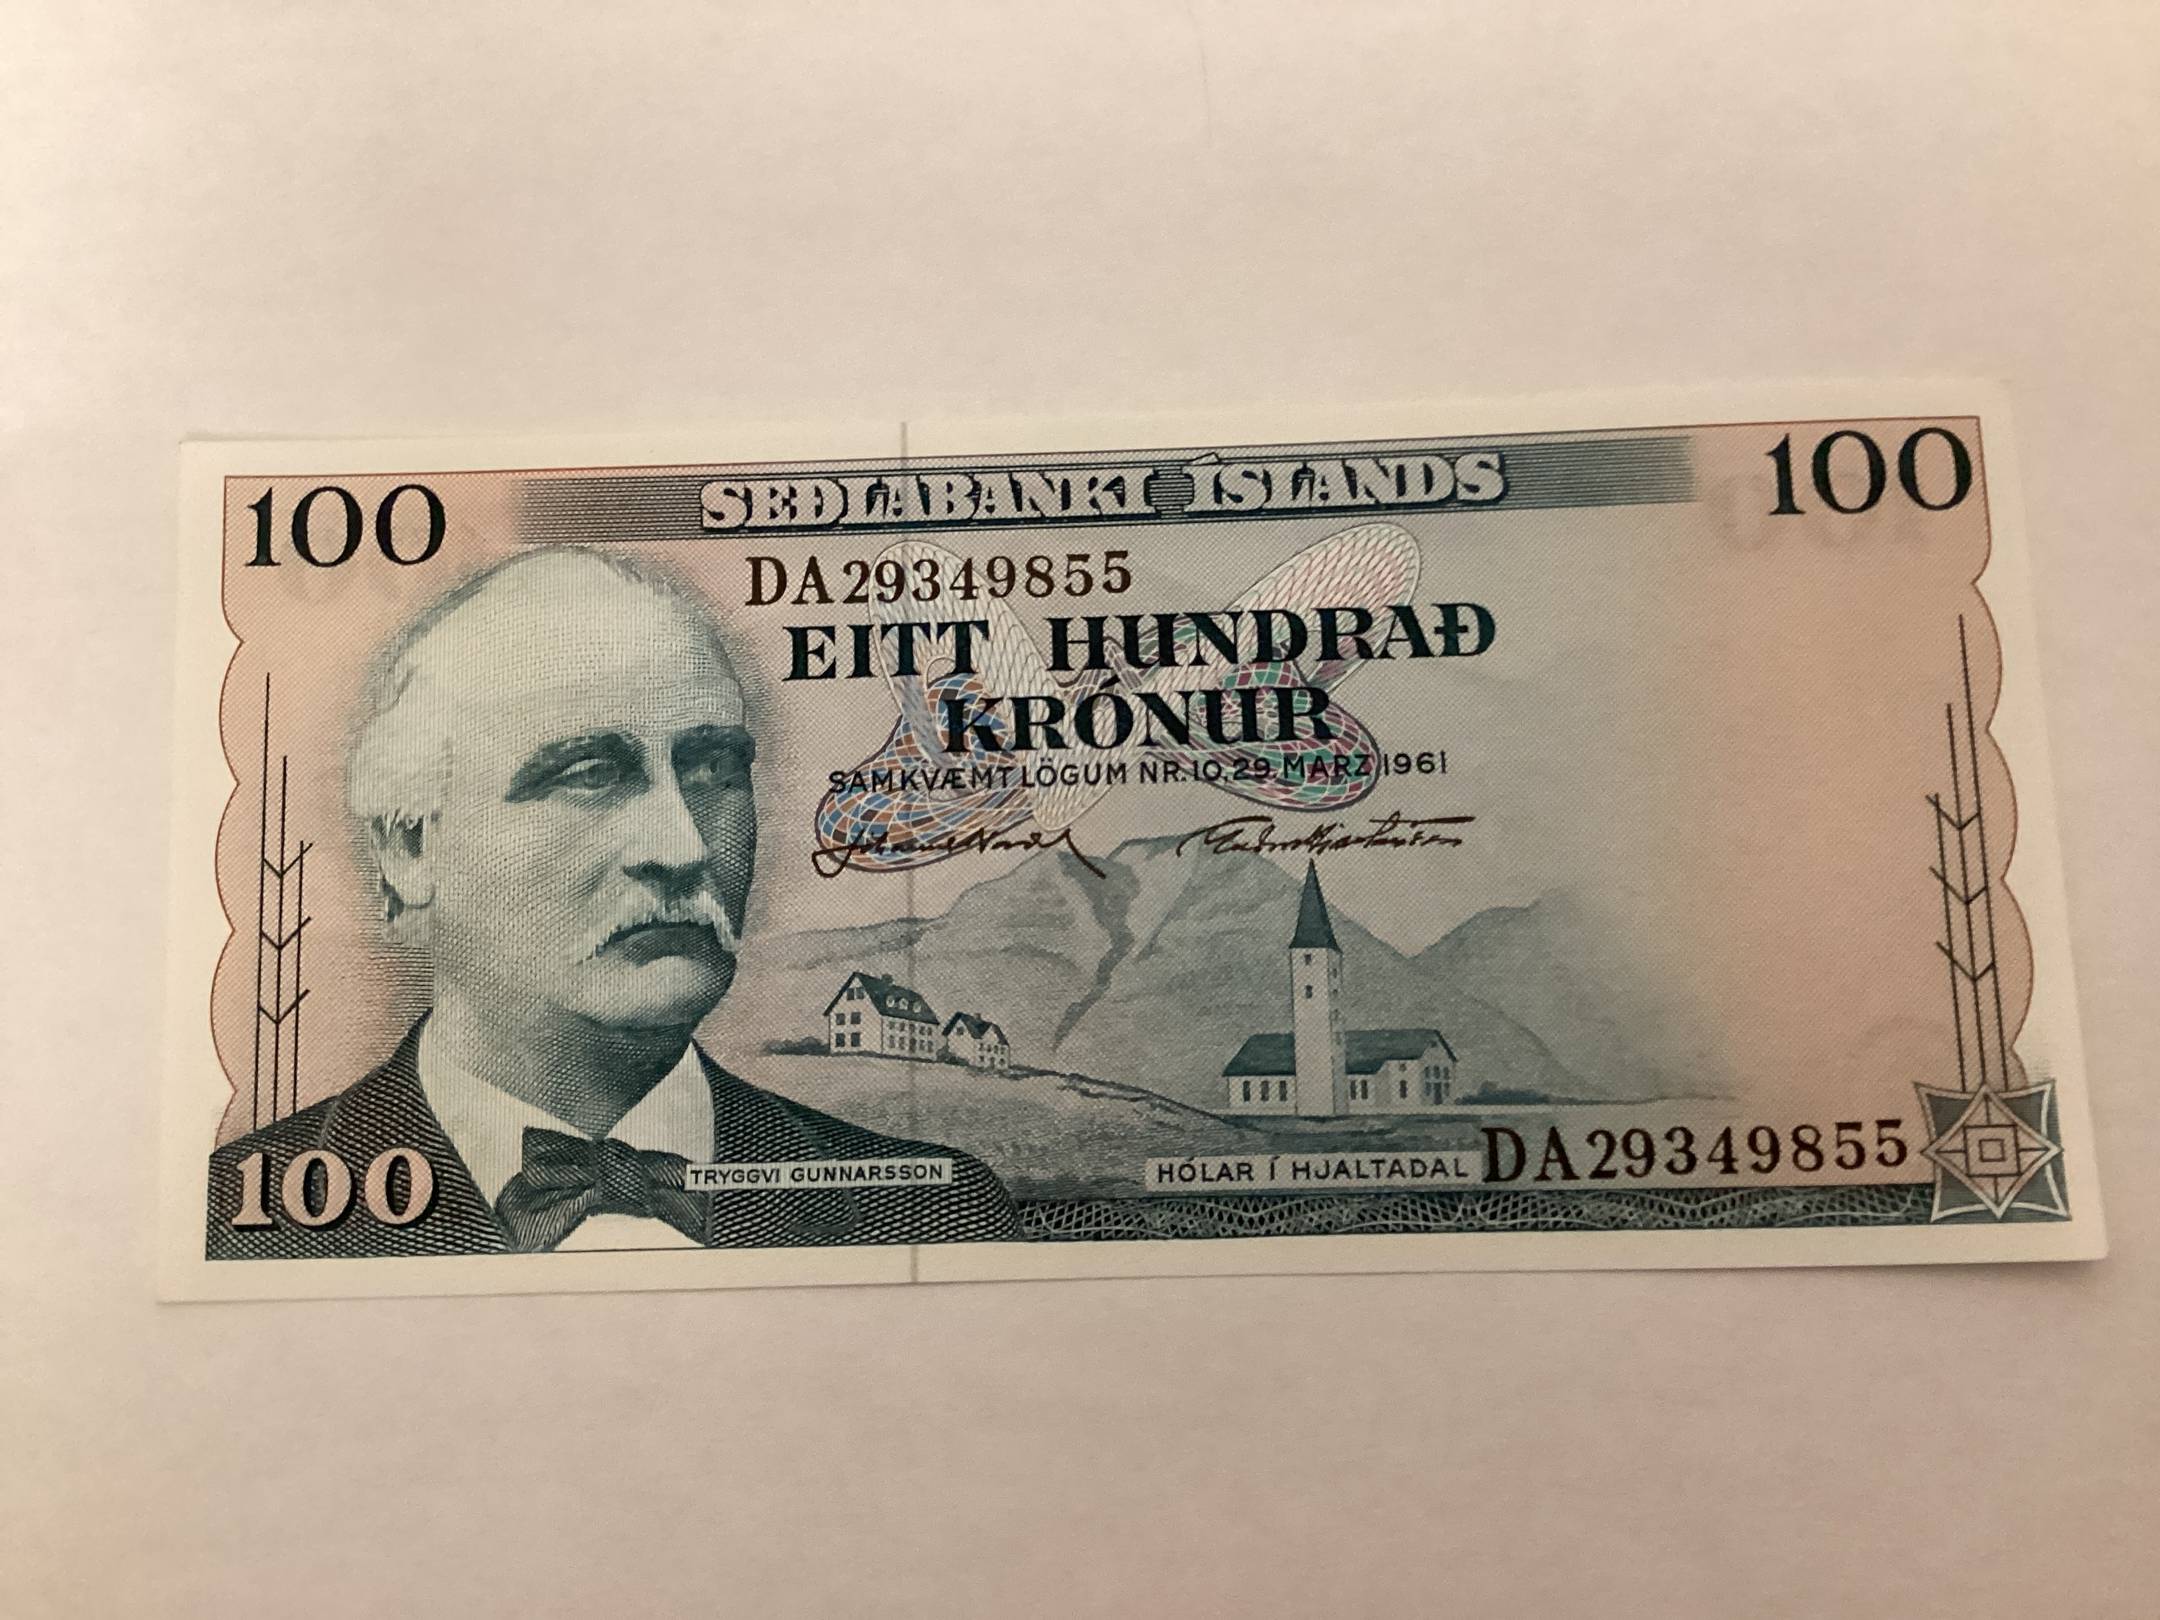 100
SEÐLABANKI ÍSLANDS
100
DA29349855
EITT HUNDRAÐ
KRÓNUR
SAMKVÆMT LÖGUM NR.10,29.MARZ 1961
100
TRYGGVI GUNNARSSON
HÓLAR Í HJALTADAL
DA29349855